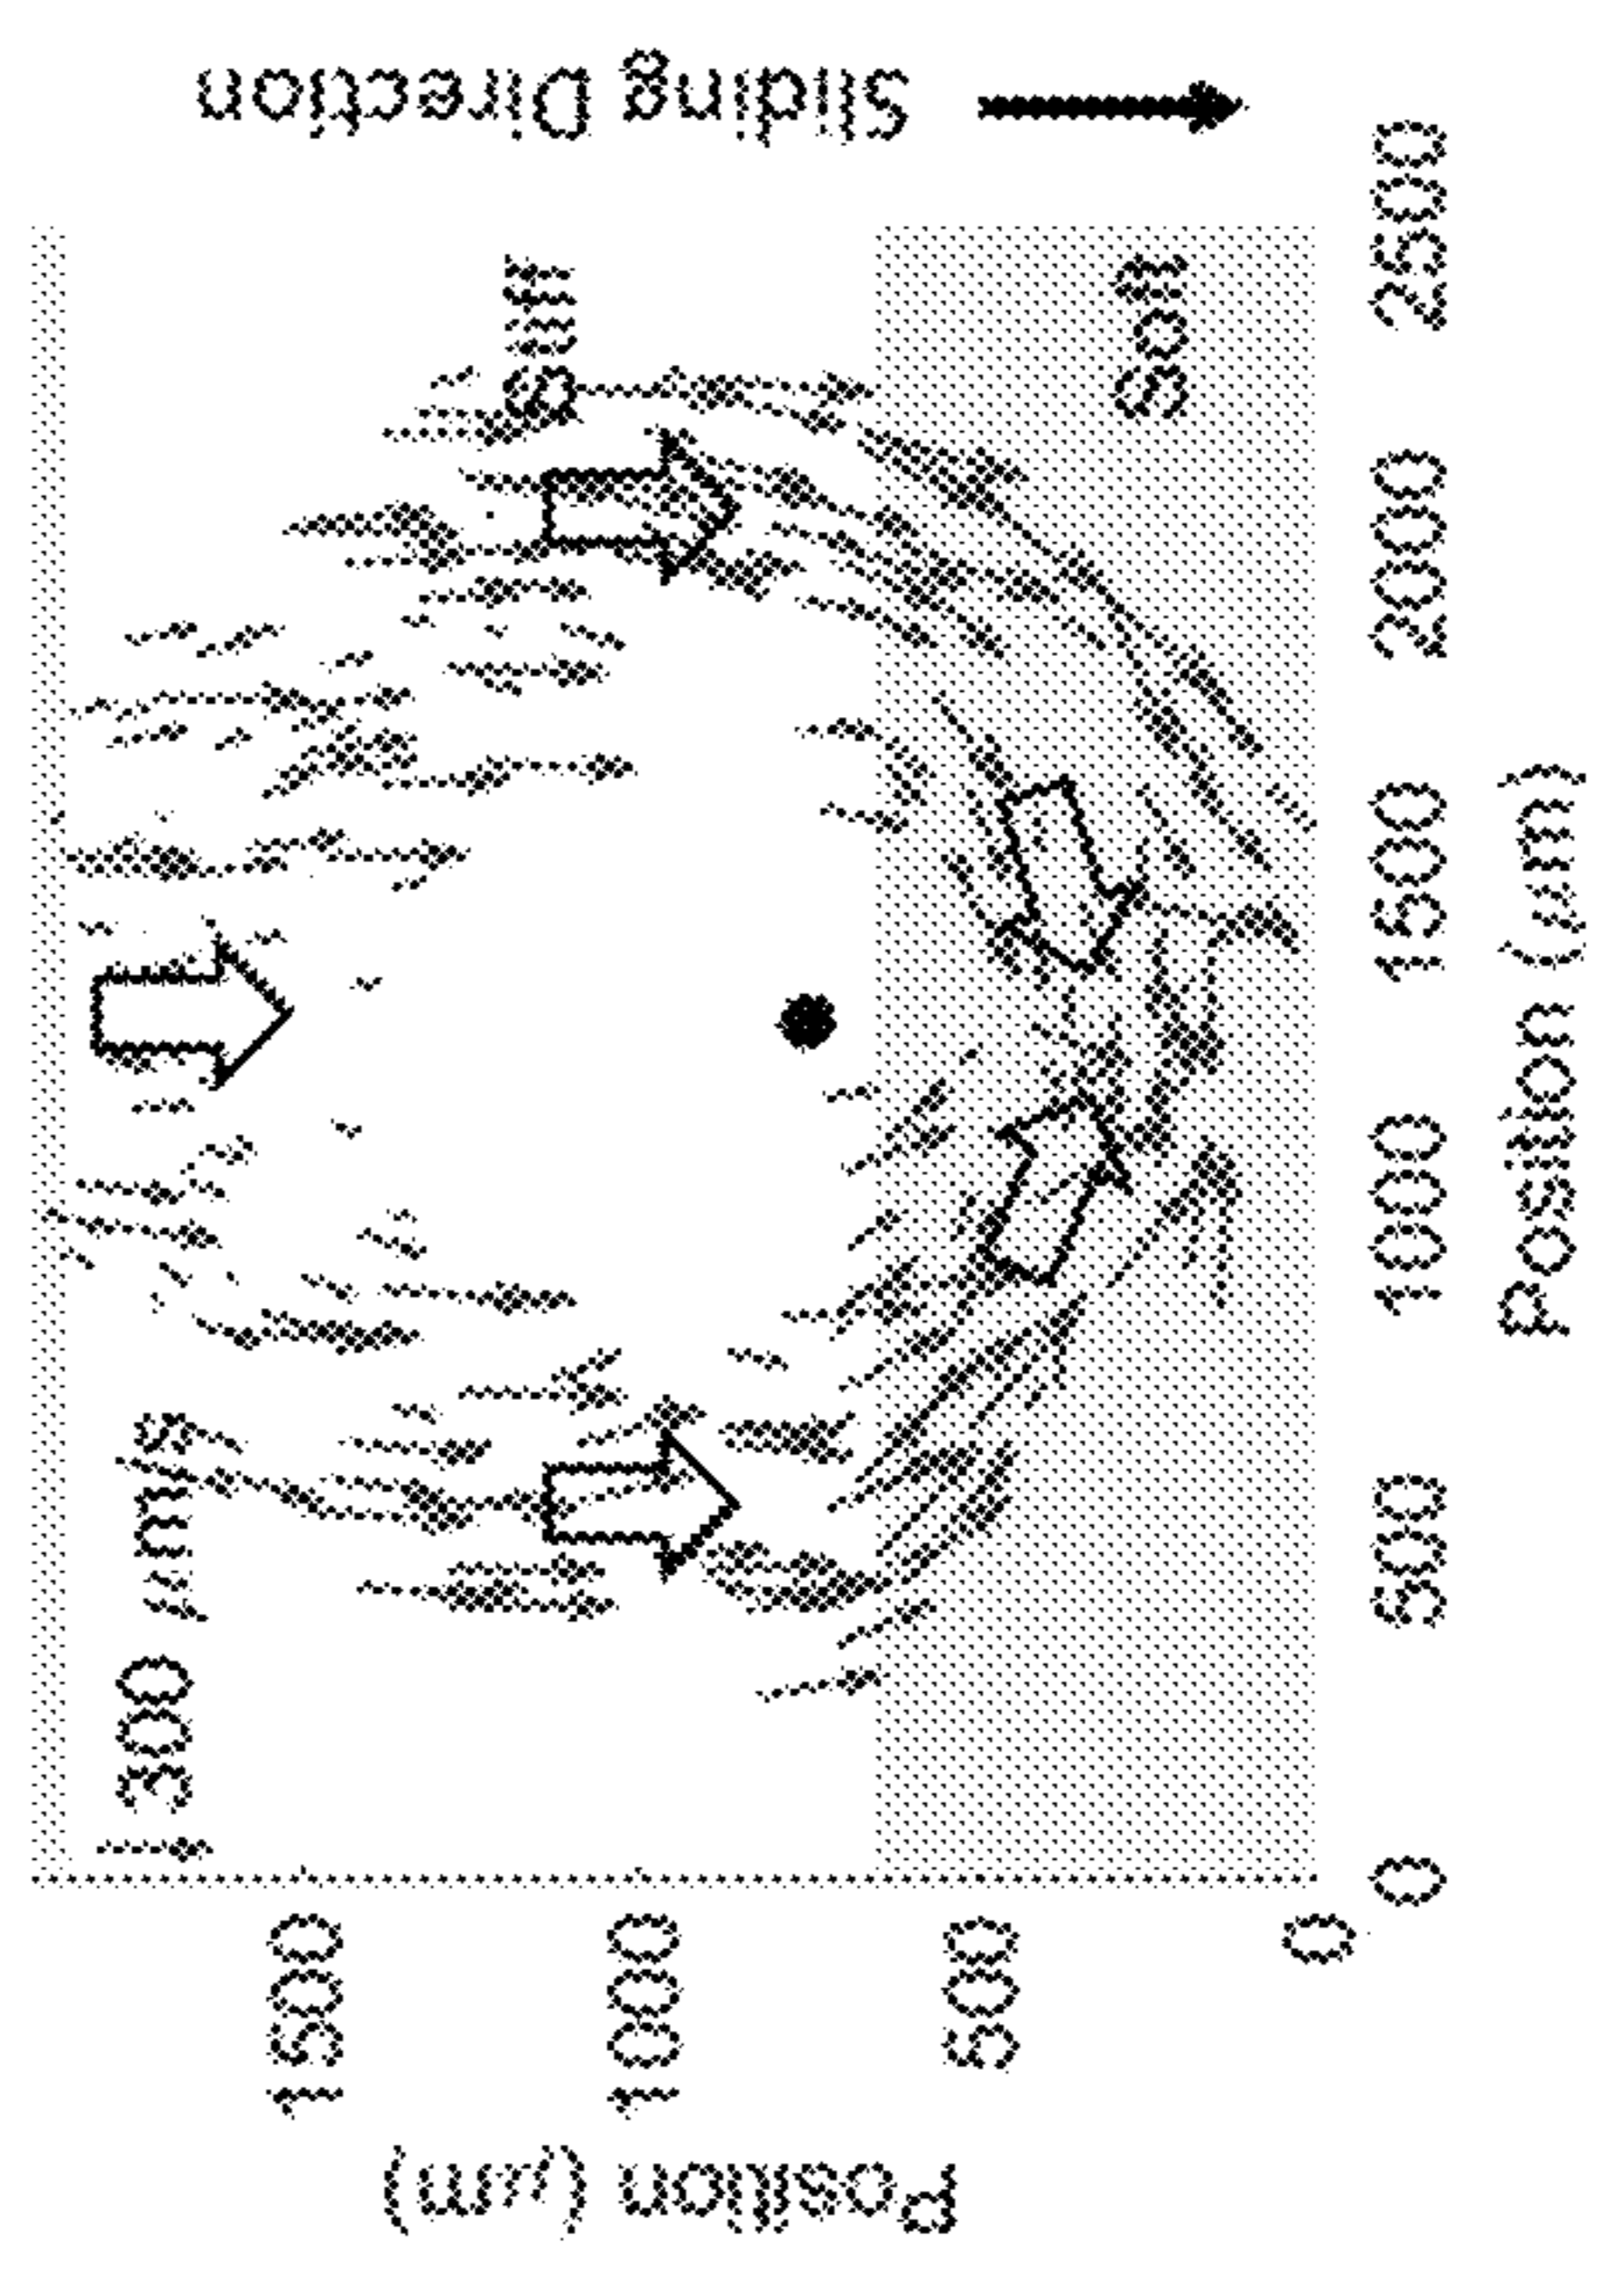 Sliding Direction
300 μm/s
Stiff
Soft
Position (μm)
1500
1000
500
0
0
500
1000
1500
2000
2500
Position (μm)